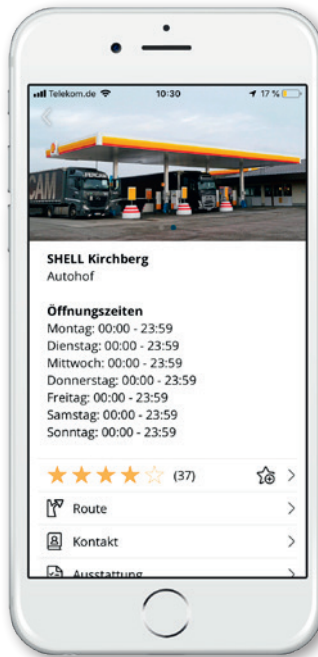 Telekom.de 10:30 17 %
SHELL Kirchberg
Autohof
Öffnungszeiten
Montag: 00:00 - 23:59
Dienstag: 00:00 - 23:59
Mittwoch: 00:00 - 23:59
Donnerstag: 00:00 - 23:59
Freitag: 00:00 - 23:59
Samstag: 00:00 - 23:59
Sonntag: 00:00 - 23:59
(37)
Route
Kontakt
Ausstattung